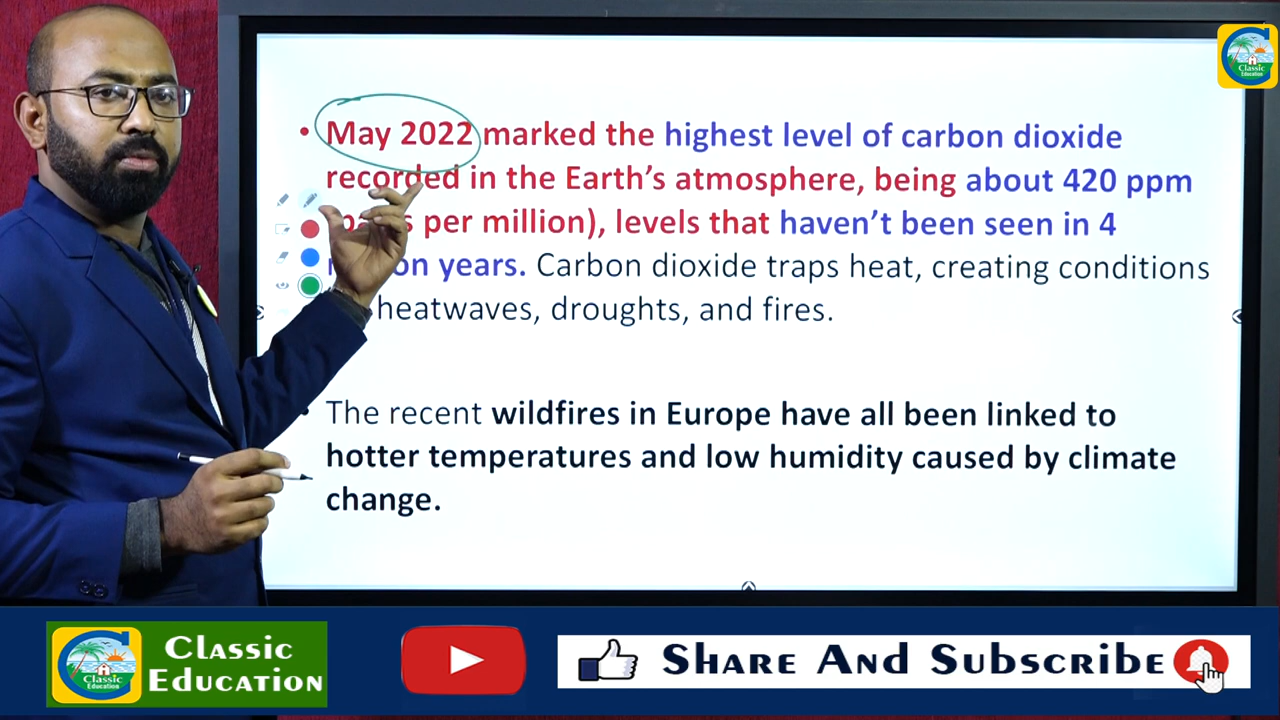 Classic
Education
• May 2022 marked the highest level of carbon dioxide
recorded in the Earth's atmosphere, being about 420 ppm
per million), levels that haven't been seen in 4
years. Carbon dioxide traps heat, creating conditions
heatwaves, droughts, and fires.
The recent wildfires in Europe have all been linked to
hotter temperatures and low humidity caused by climate
change.
Classic
Education
CLASSIC
EDUCATION
SHARE AND SUBSCRIBE